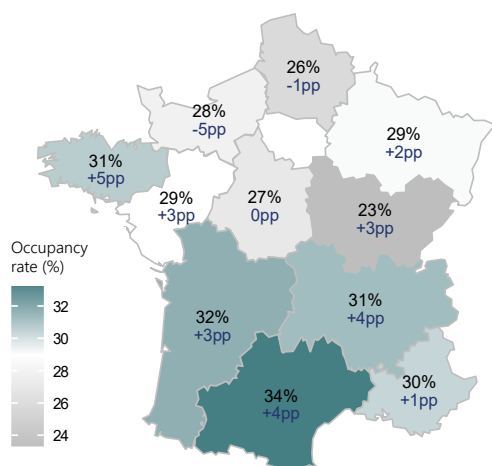 26%
-1pp
28%
-5pp
29%
+2pp
31%
+5pp
29%
+3pp
27%
0pp
23%
+3pp
Occupancy
rate (%)
32
30
28
26
24
32%
+3pp
31%
+4pp
34%
+4pp
30%
+1pp